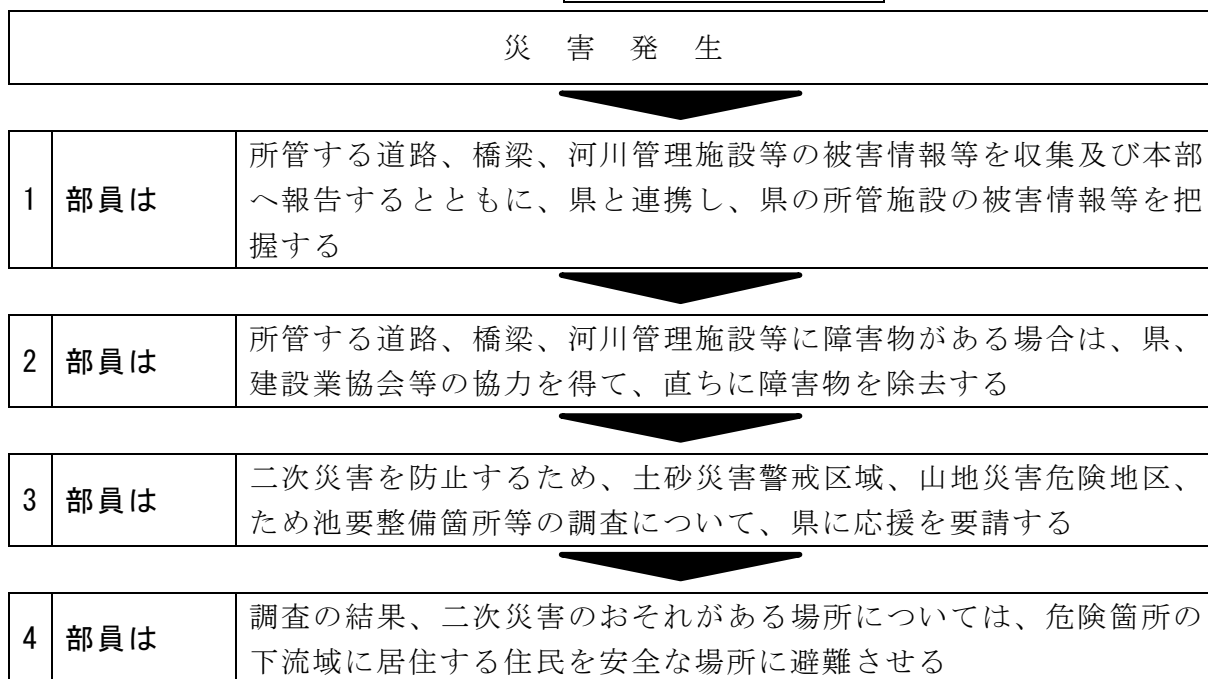 災害発生
1 部員は 所管する道路、橋梁、河川管理施設等の被害情報等を収集及び本部
へ報告するとともに、県と連携し、県の所管施設の被害情報等を把
握する
2 部員は 所管する道路、橋梁、河川管理施設等に障害物がある場合は、県、
建設業協会等の協力を得て、直ちに障害物を除去する
3 部員は 二次災害を防止するため、土砂災害警戒区域、山地災害危険地区、
ため池要整備箇所等の調査について、県に応援を要請する
4 部員は 調査の結果、二次災害のおそれがある場所については、危険箇所の
下流域に居住する住民を安全な場所に避難させる